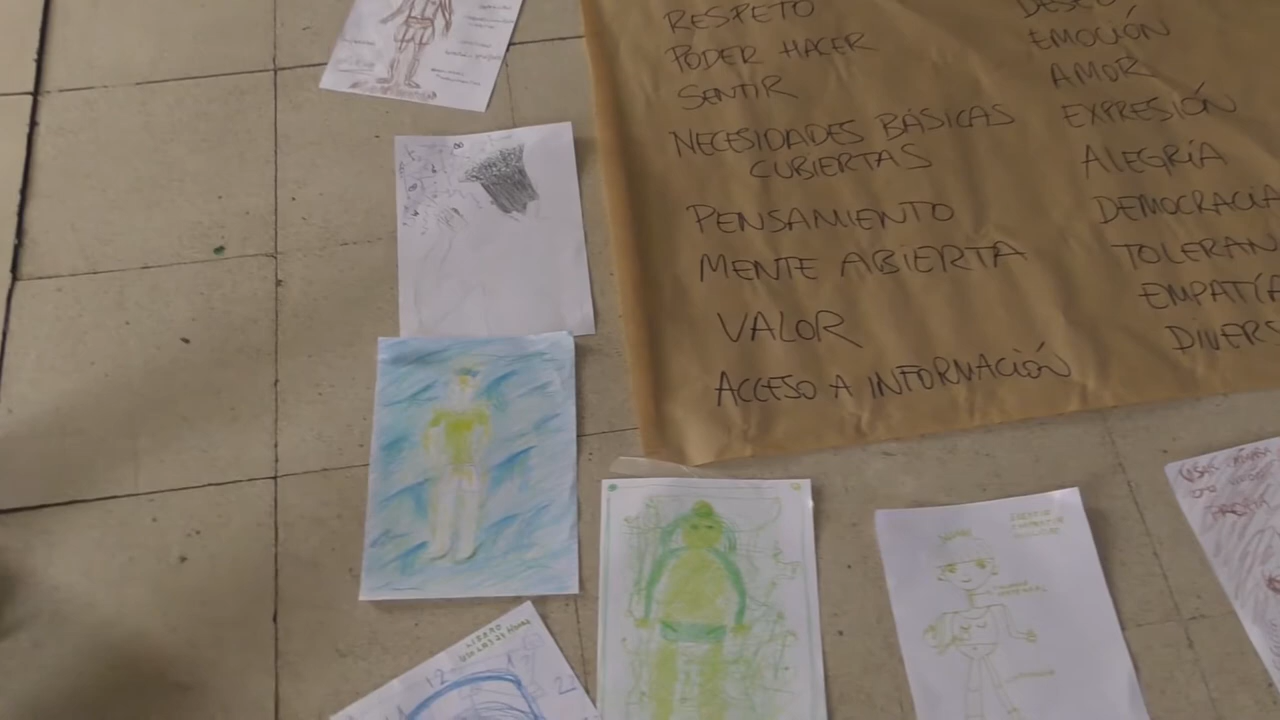 RESPETO
PODER HACER
SENTIR
NECESIDADES BÁSICAS
CUBIERTAS
PENSAMIENTO
MENTE ABIERTA
VALOR
ACCESO A INFORMACIÓN
DESEO
EMOCIÓN
AMOR
EXPRESIÓN
ALEGRÍA
DEMOCRACIA
TOLERAN
EMPATÍA
DIVERS